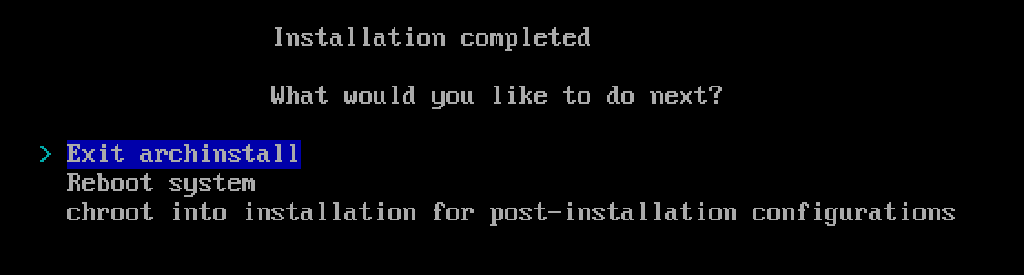 Installation completed
What would you like to do next?
> Exit archinstall
Reboot system
chroot into installation for post-installation configurations